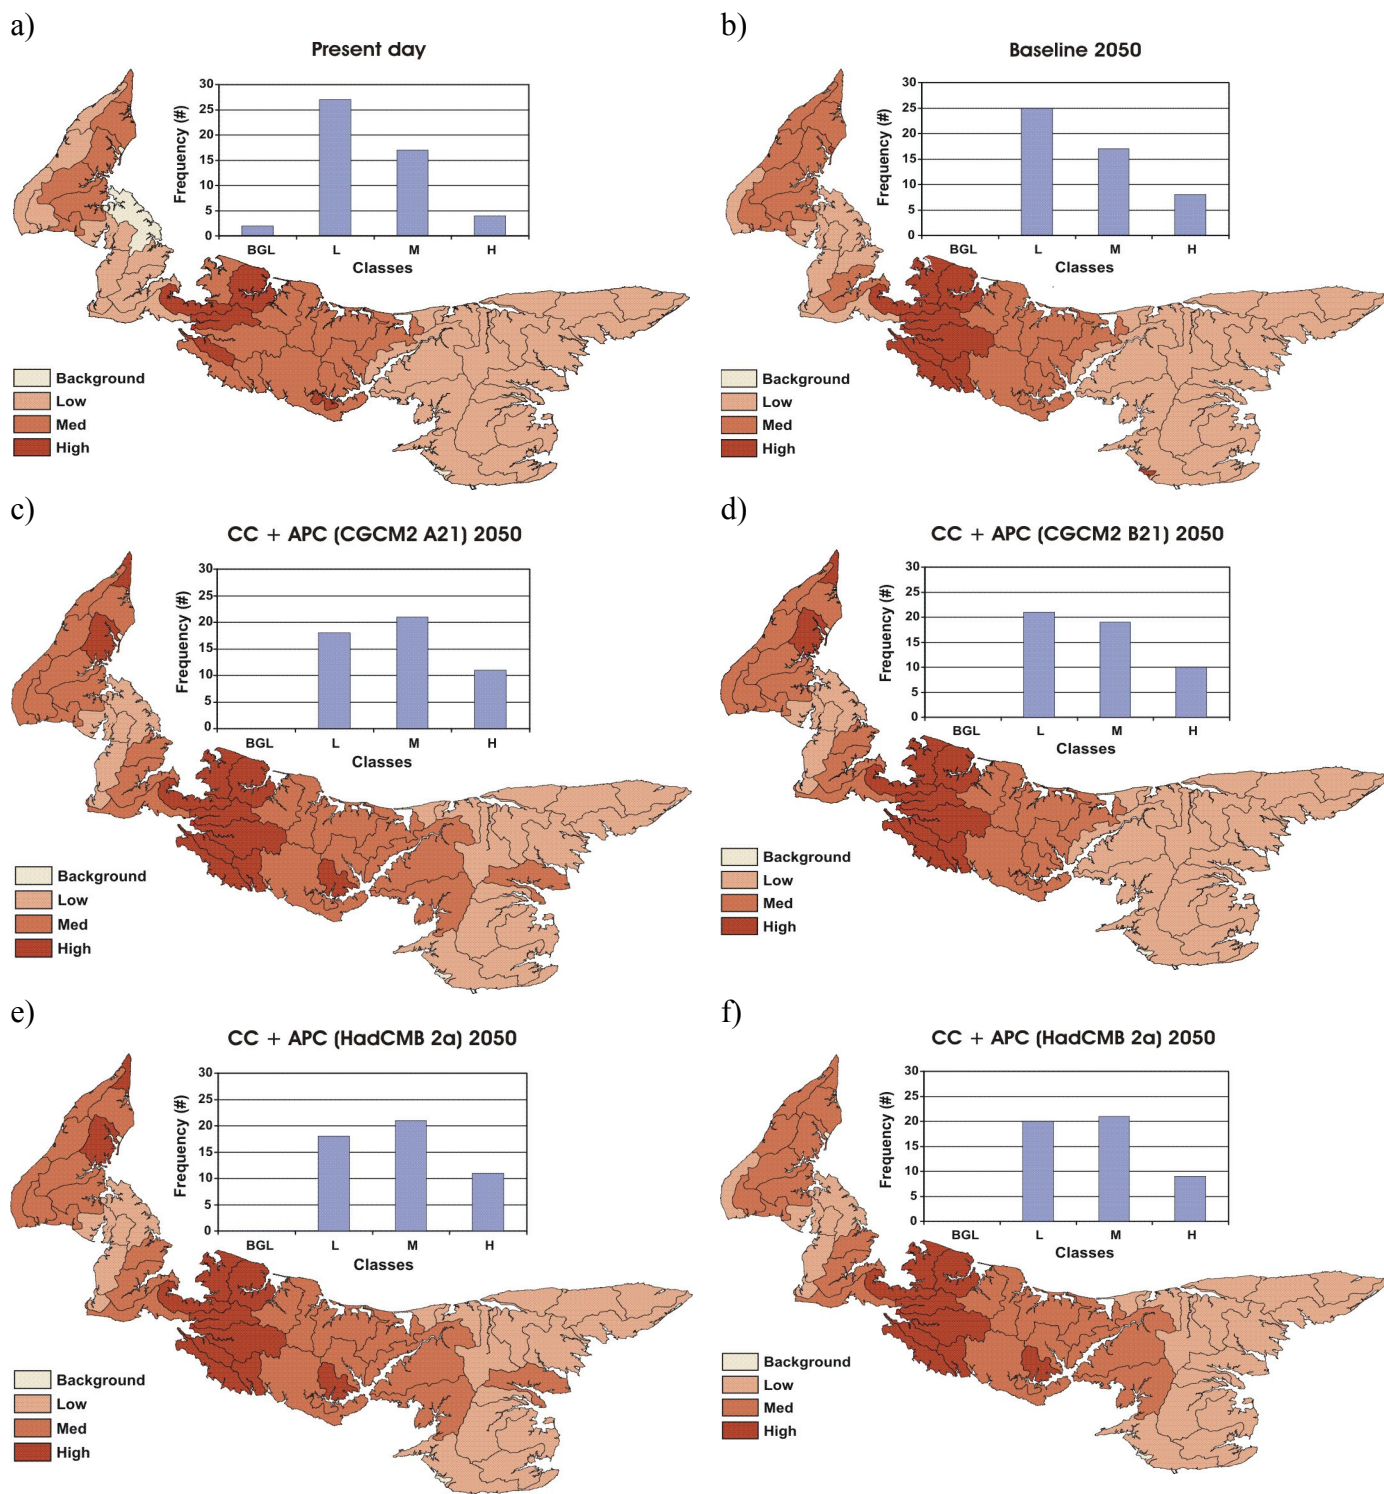 a)
Present day
30
25
20
15
10
5
0
Frequency (#)
BGL L M H
Classes
Background
Low
Med
High
b)
Baseline 2050
30
25
20
15
10
5
0
Frequency (#)
BGL L M H
Classes
Background
Low
Med
High
c)
CC + APC (CGCM2 A21) 2050
30
25
20
15
10
5
0
Frequency (#)
BGL L M H
Classes
Background
Low
Med
High
d)
CC + APC (CGCM2 B21) 2050
30
25
20
15
10
5
0
Frequency (#)
BGL L M H
Classes
Background
Low
Med
High
e)
CC + APC (HadCMB 2a) 2050
30
25
20
15
10
5
0
Frequency (#)
BGL L M H
Classes
Background
Low
Med
High
f)
CC + APC (HadCMB 2a) 2050
30
25
20
15
10
5
0
Frequency (#)
BGL L M H
Classes
Background
Low
Med
High